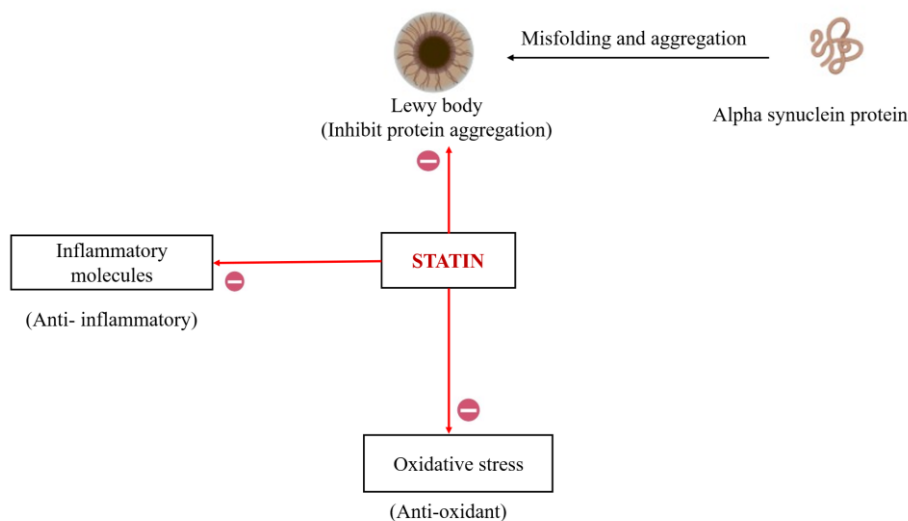 Misfolding and aggregation
Lewy body
(Inhibit protein aggregation)
Alpha synuclein protein
Inflammatory
molecules
(Anti- inflammatory)
STATIN
Oxidative stress
(Anti-oxidant)